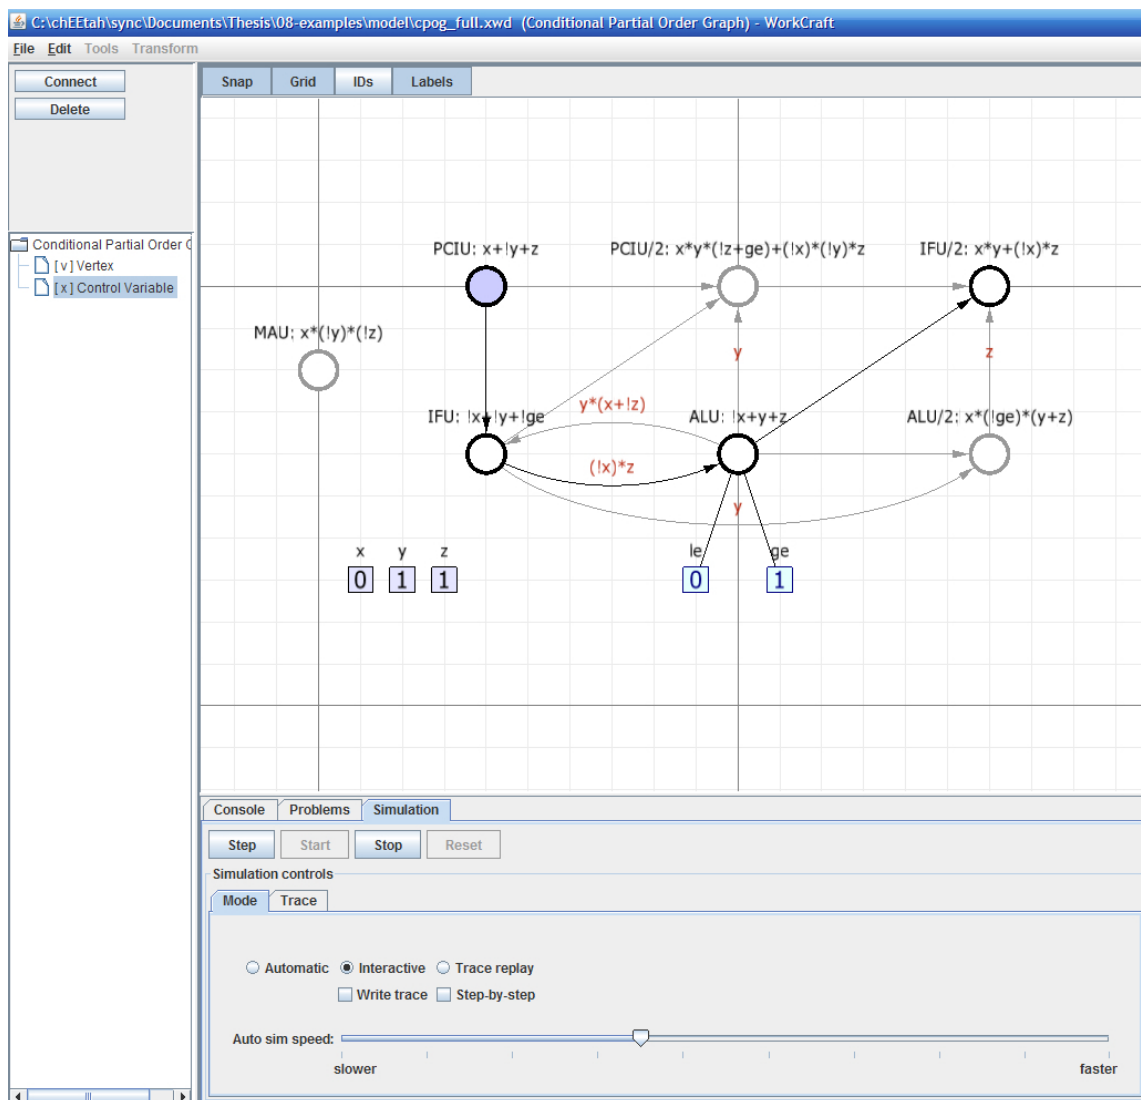 C:\chEEtah\sync\Documents\Thesis\08-examples\model\cpog_full.xwd (Conditional Partial Order Graph) - WorkCraft
File Edit Tools Transform
Connect
Delete
Snap Grid IDs Labels
Conditional Partial Order
[v] Vertex
[x] Control Variable
PCIU: x+!y+z
PCIU/2: x*y*(!z+ge)+(!x)*(!y)*z
IFU/2: x*y+(!x)*z
MAU: x*(!y)*(!z)
y
z
y*(x+!z)
IFU: !x+!y+!ge
ALU: !x+y+z
ALU/2: x*(!ge)*(y+z)
(!x)*z
y
x y z le ge
0 1 1 0 1
Console Problems Simulation
Step Start Stop Reset
Simulation controls
Mode Trace
Automatic Interactive Trace replay
Write trace Step-by-step
Auto sim speed:
slower faster